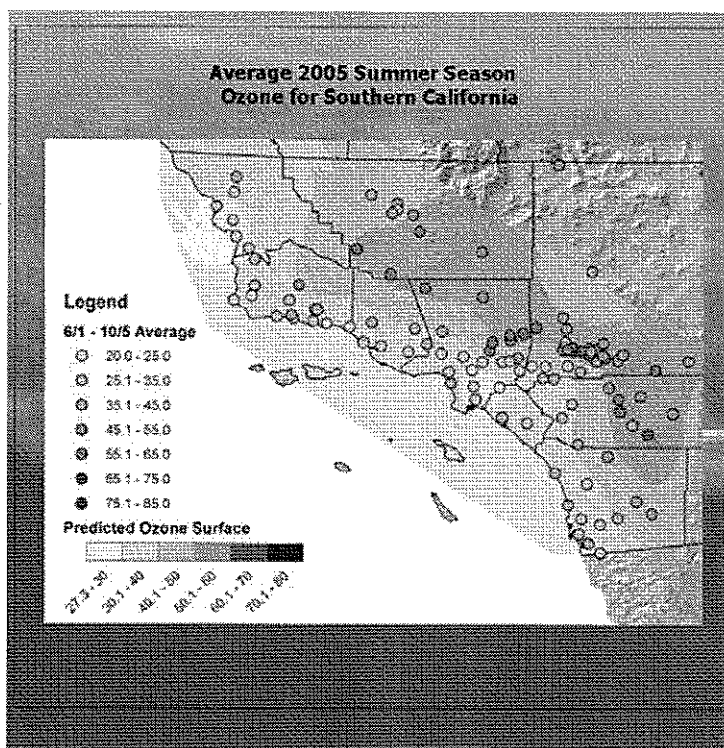 Average 2005 Summer Season
Ozone for Southern California
Legend
6/1 - 10/5 Average
20.0 - 25.0
25.1 - 35.0
35.1 - 45.0
45.1 - 55.0
55.1 - 65.0
65.1 - 75.0
75.1 - 85.0
Predicted Ozone Surface
27.3 - 30
30.1 - 40
40.1 - 50
50.1 - 60
60.1 - 70
70.1 - 80